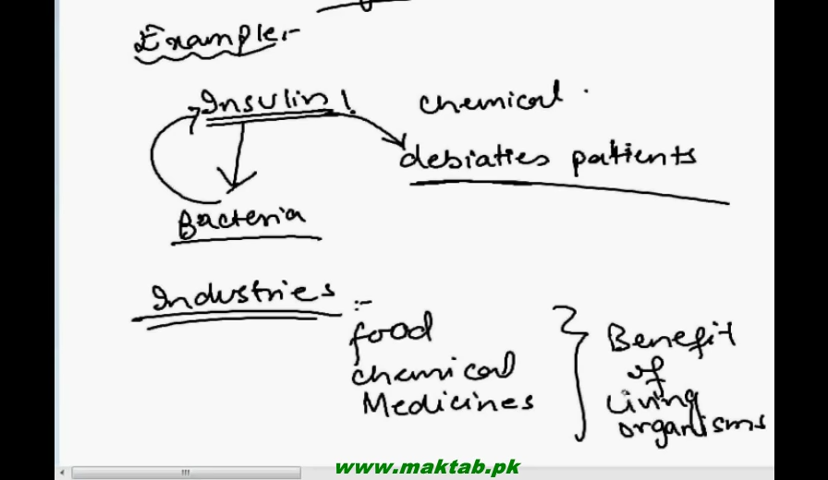 Example:-
Insulin! chemical.
debiaties patients
Bacteria
Industries :-
food
chemical
Medicines
Benefit
of
Living
organisms
www.maktab.pk